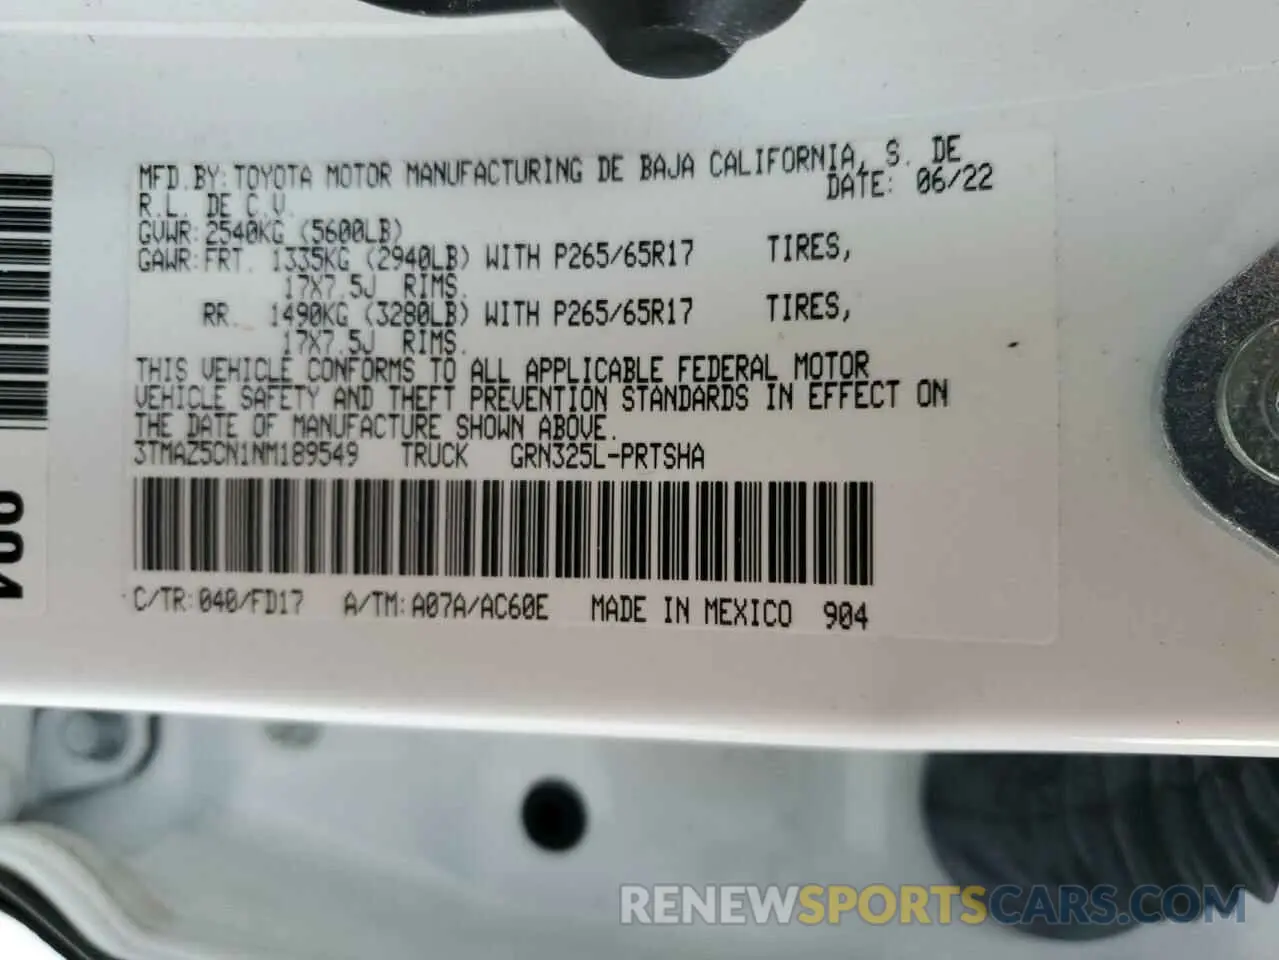 MFD.BY: TOYOTA MOTOR MANUFACTURING DE BAJA CALIFORNIA, S. DE
R.L. DE C.V. DATE: 06/22
GVWR: 2540KG (5600LB)
GAWR: FRT. 1335KG (2940LB) WITH P265/65R17 TIRES,
17X7.5J RIMS.
RR. 1490KG (3280LB) WITH P265/65R17 TIRES,
17X7.5J RIMS.
THIS VEHICLE CONFORMS TO ALL APPLICABLE FEDERAL MOTOR
VEHICLE SAFETY AND THEFT PREVENTION STANDARDS IN EFFECT ON
THE DATE OF MANUFACTURE SHOWN ABOVE.
3TMAZ5CN1NM189549 TRUCK GRN325L-PRTSHA
C/TR: 040/FD17 A/TM: A07A/AC60E MADE IN MEXICO 904
RENEWSPORTSCARS.COM